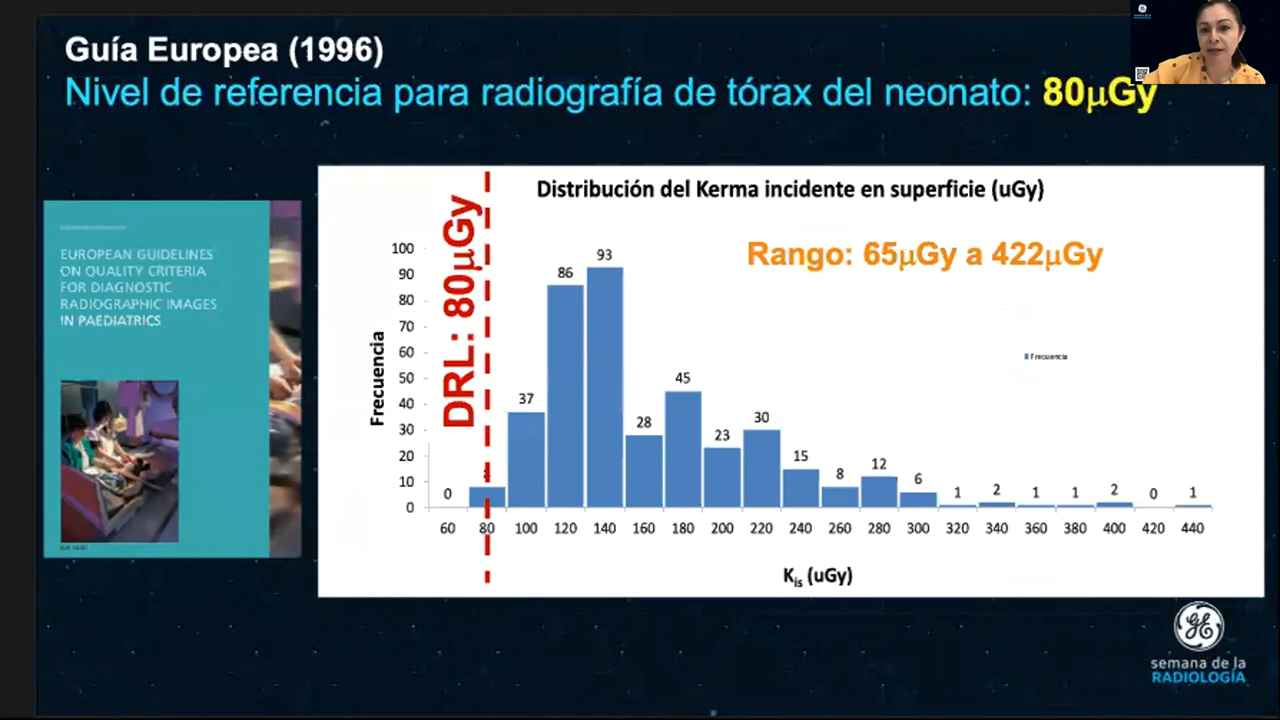 Guía Europea (1996)
Nivel de referencia para radiografía de tórax del neonato: 80µGy
EUROPEAN GUIDELINES
ON QUALITY CRITERIA
FOR DIAGNOSTIC
RADIOGRAPHIC IMAGES
IN PAEDIATRICS
Distribución del Kerma incidente en superficie (uGy)
DRL: 80µGy
Rango: 65µGy a 422µGy
Frecuencia
100
90
80
70
60
50
40
30
20
10
0
0 37 86 93 28 45 23 30 15 8 12 6 1 2 1 1 2 0 1
Frecuencia
60 80 100 120 140 160 180 200 220 240 260 280 300 320 340 360 380 400 420 440
Kis (uGy)
GE
semana de la
RADIOLOGÍA